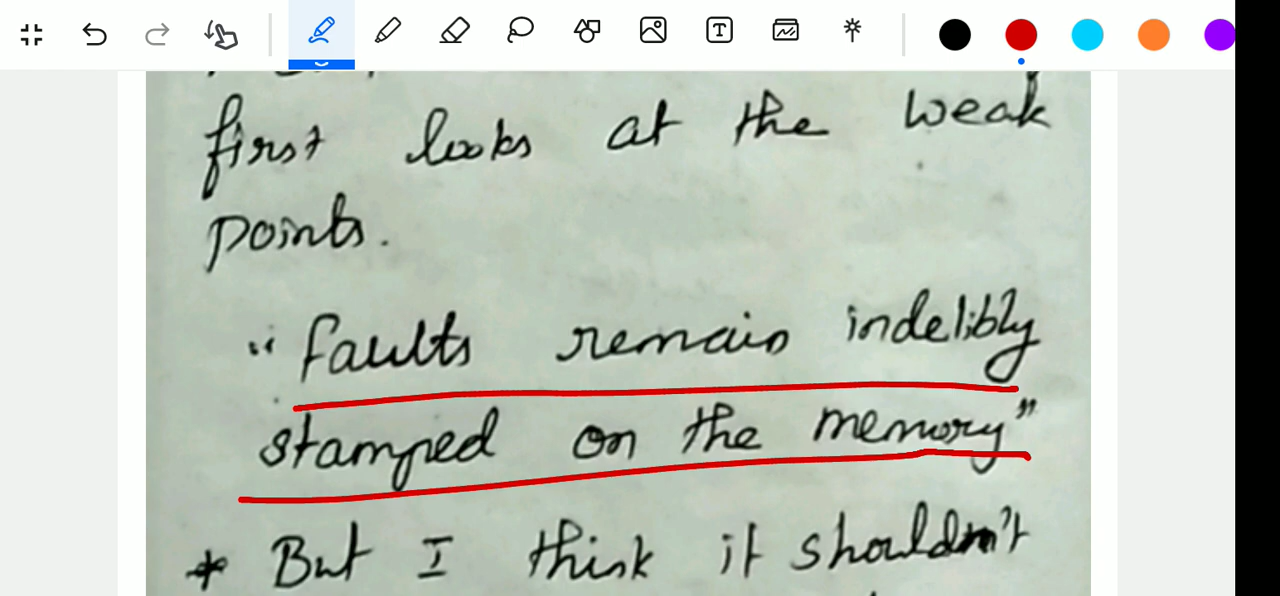 first looks at the weak
points.
"faults remain indelibly
stamped on the memory"
* But I think it shouldn't